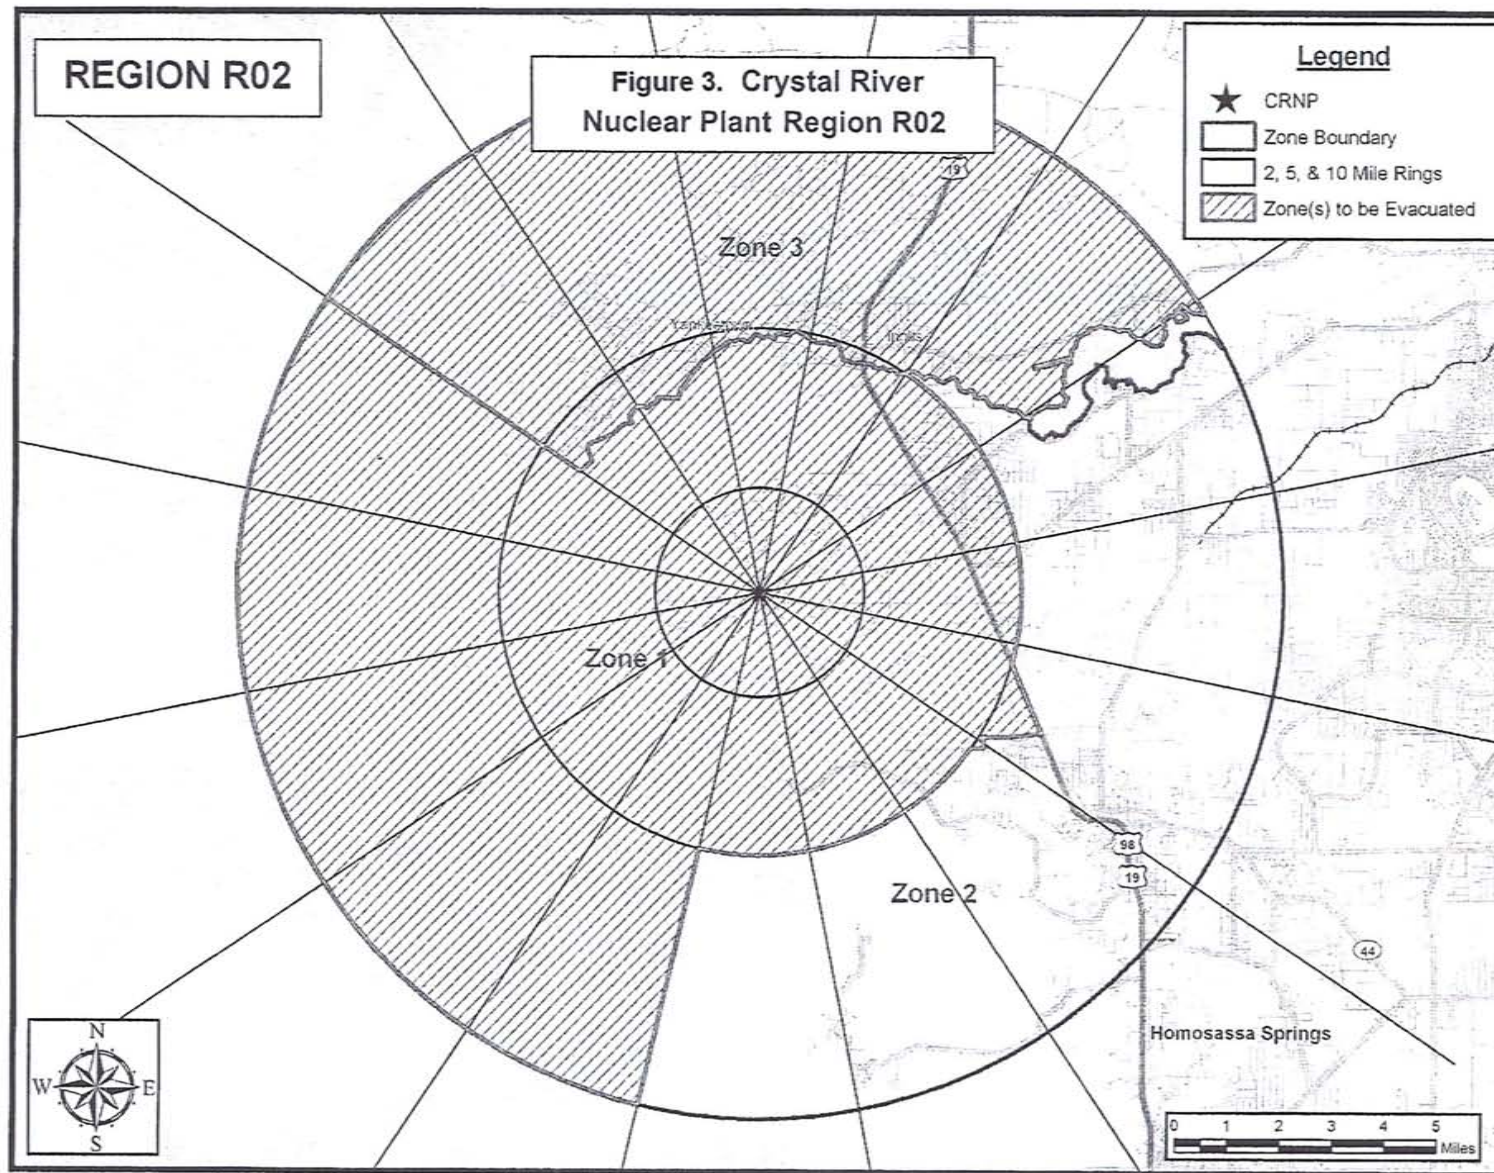 REGION R02
Figure 3. Crystal River
Nuclear Plant Region R02
Legend
CRNP
Zone Boundary
2, 5, & 10 Mile Rings
Zone(s) to be Evacuated
19
Zone 3
Inglis
Zone 1
Zone 2
98
19
44
Homosassa Springs
N
W E
S
0 1 2 3 4 5
Miles